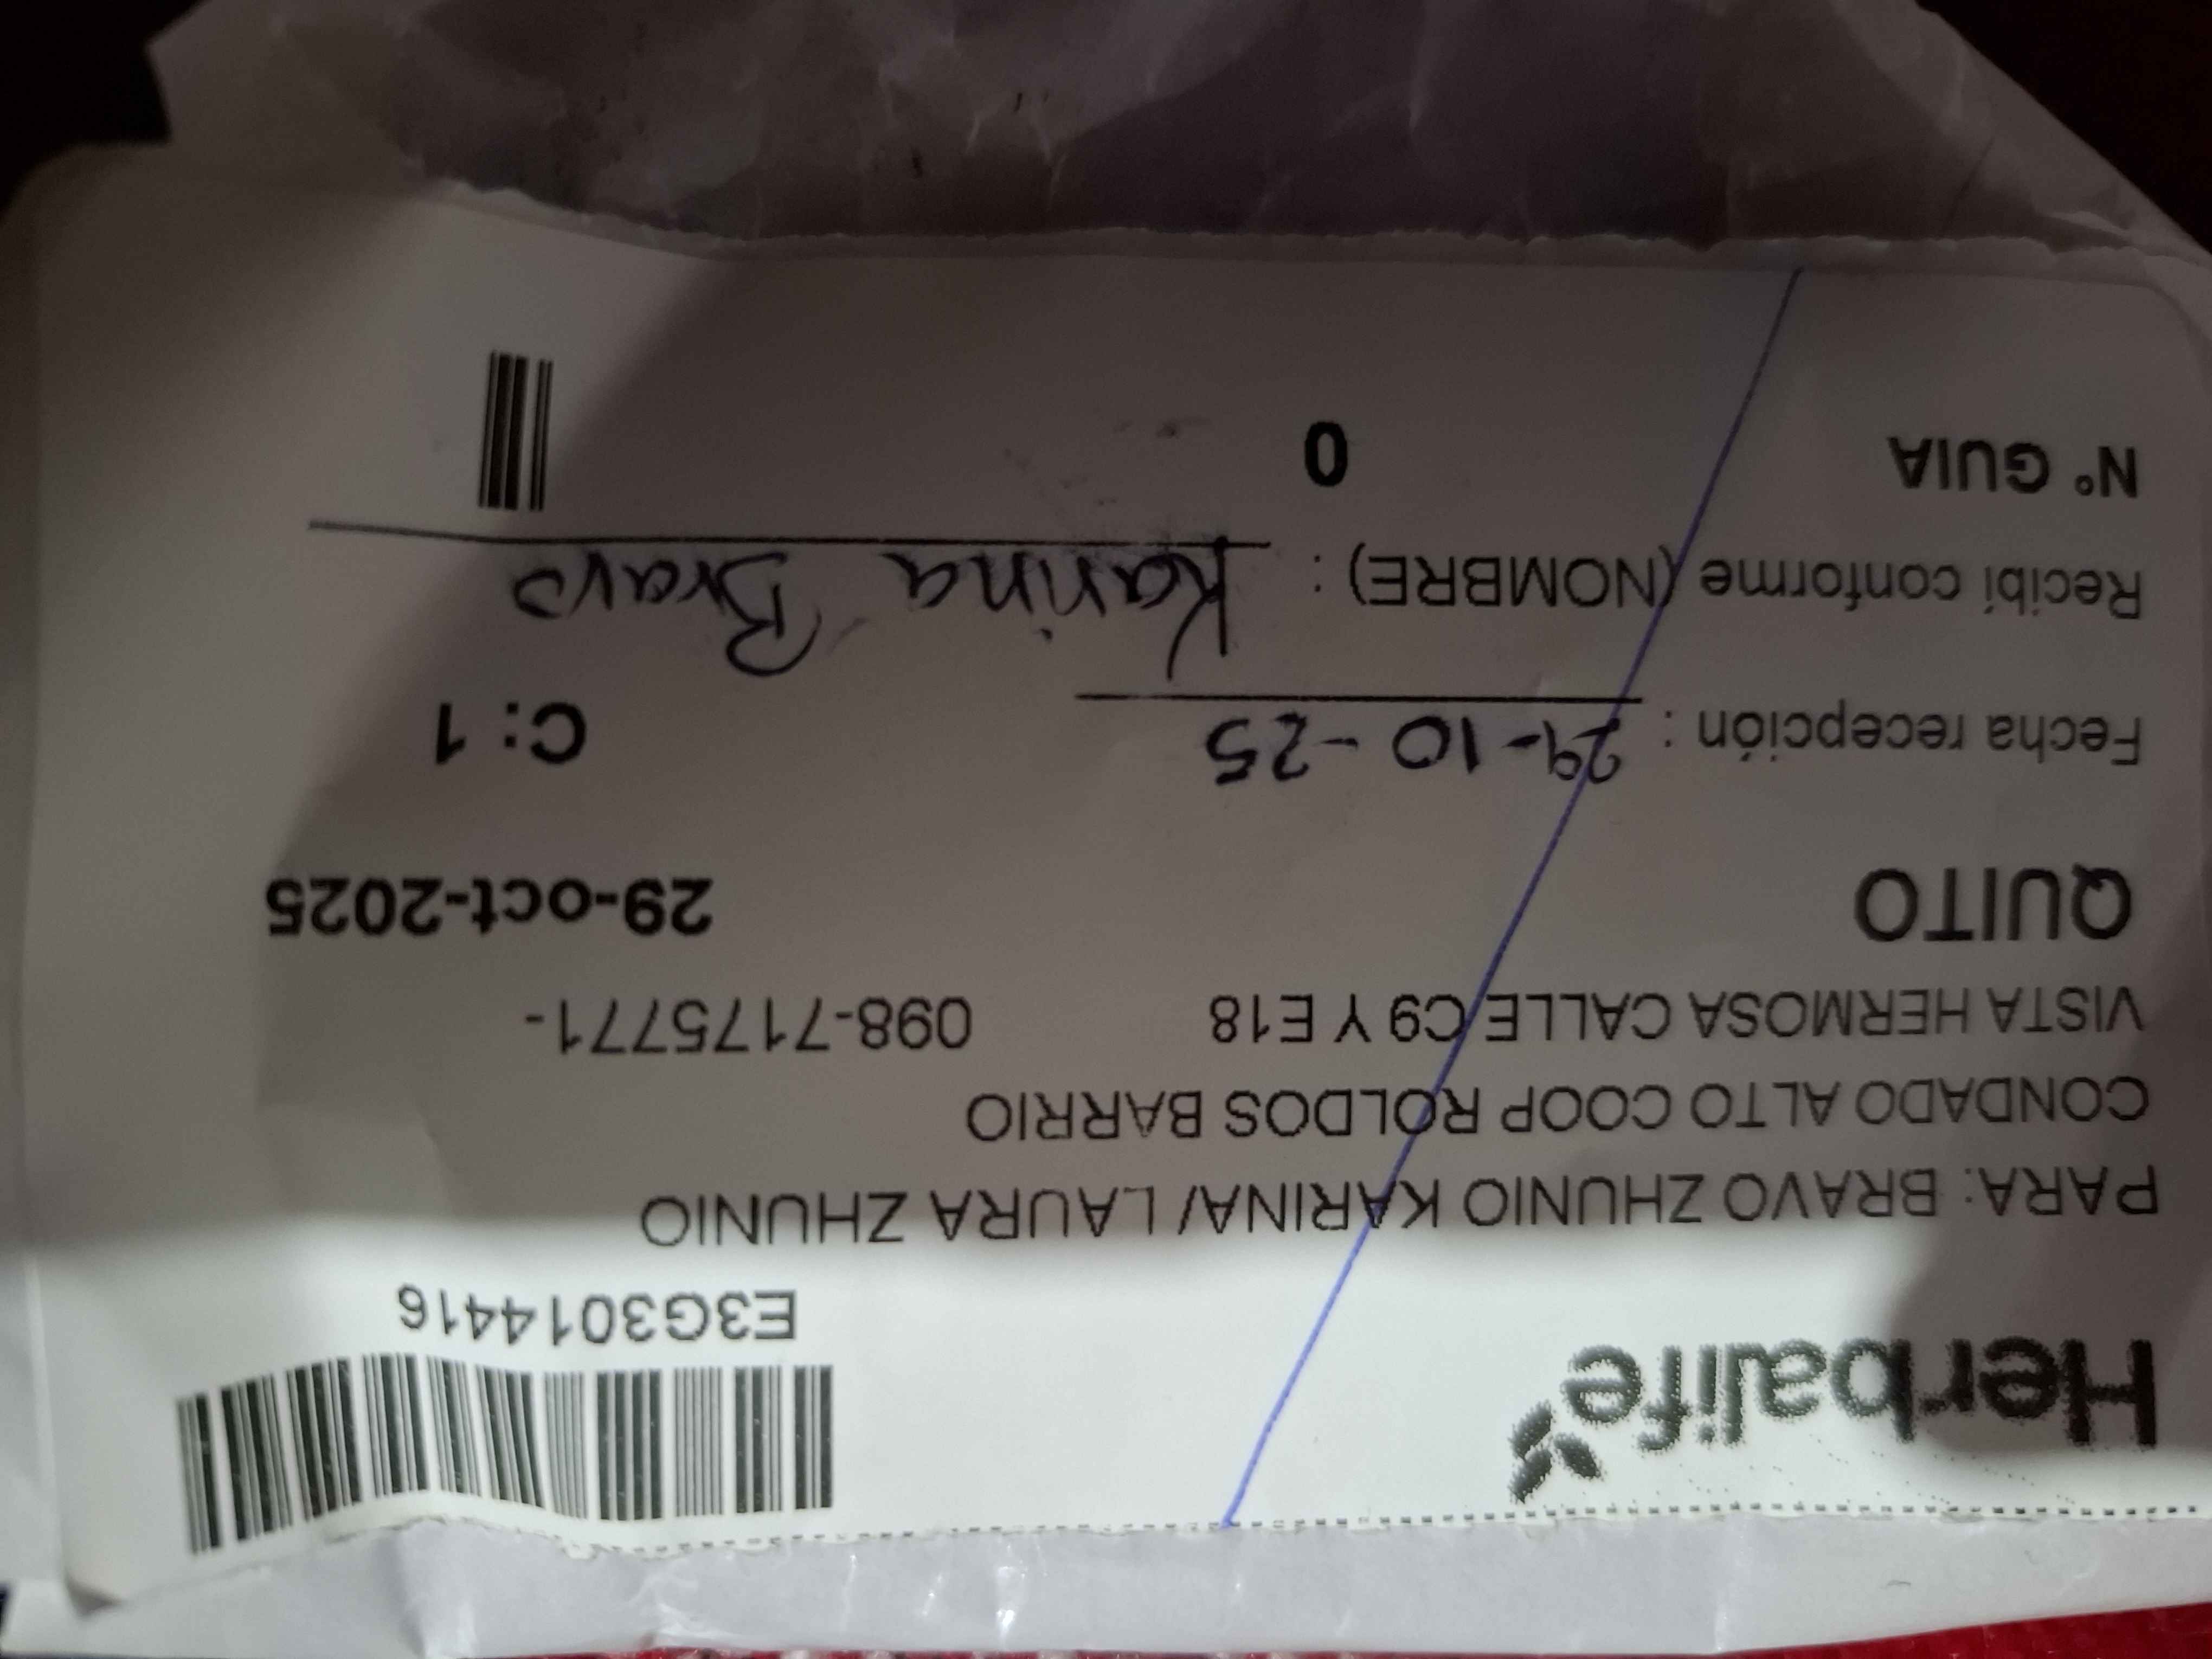 Herbalife
E3G3014416
PARA: BRAVO ZHUNIO KARINA/ LAURA ZHUNIO
CONDADO ALTO COOP ROLDOS BARRIO
VISTA HERMOSA CALLE C9 Y E18 098-7175771-
QUITO 29-oct-2025
Fecha recepción : 29-10-25 C: 1
Recibí conforme (NOMBRE) : Karina Bravo
N° GUIA 0